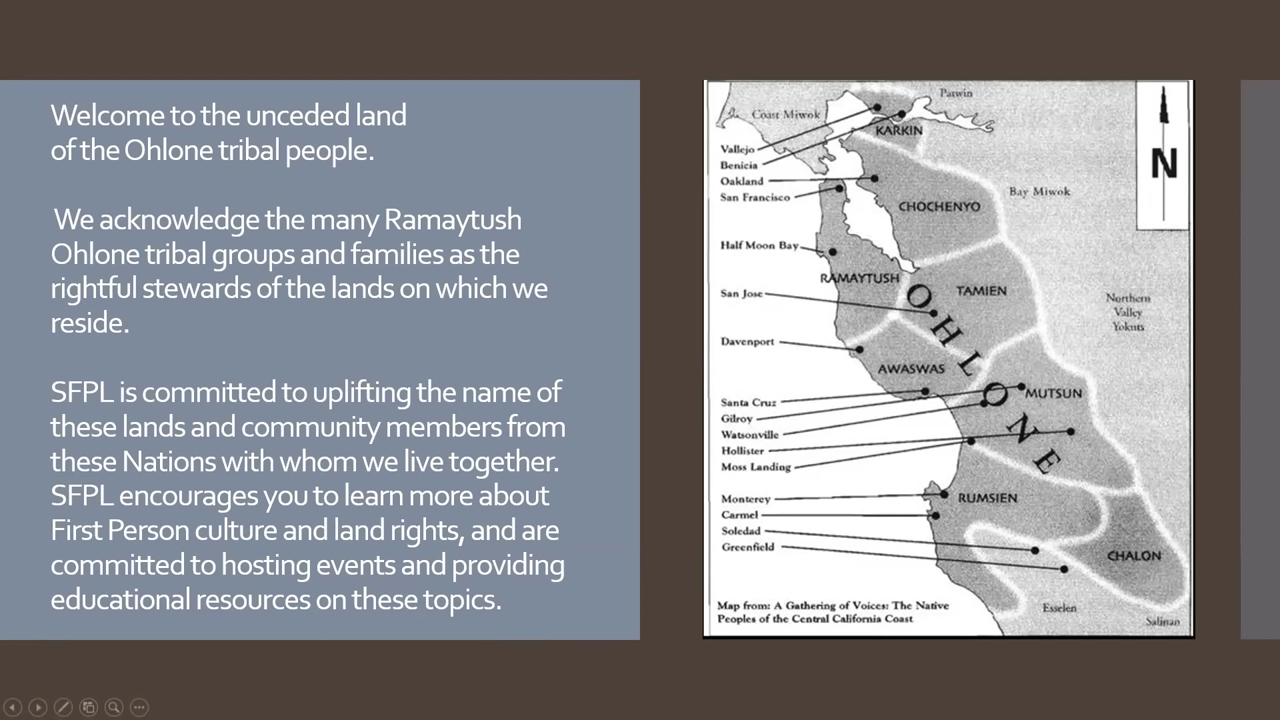 Welcome to the unceded land
of the Ohlone tribal people.
We acknowledge the many Ramaytush
Ohlone tribal groups and families as the
rightful stewards of the lands on which we
reside.
SFPL is committed to uplifting the name of
these lands and community members from
these Nations with whom we live together.
SFPL encourages you to learn more about
First Person culture and land rights, and are
committed to hosting events and providing
educational resources on these topics.
Patwin
Coast Miwok
KARKIN
Vallejo
Benicia
Oakland
San Francisco
N
Bay Miwok
CHOCHENYO
Half Moon Bay
RAMAYTUSH
TAMIEN
San Jose
Northern
Valley
Yokuts
OHLONE
Davenport
AWASWAS
MUTSUN
Santa Cruz
Gilroy
Watsonville
Hollister
Moss Landing
Monterey
RUMSIEN
Carmel
Soledad
Greenfield
CHALON
Esselen
Salinan
Map from: A Gathering of Voices: The Native
Peoples of the Central California Coast